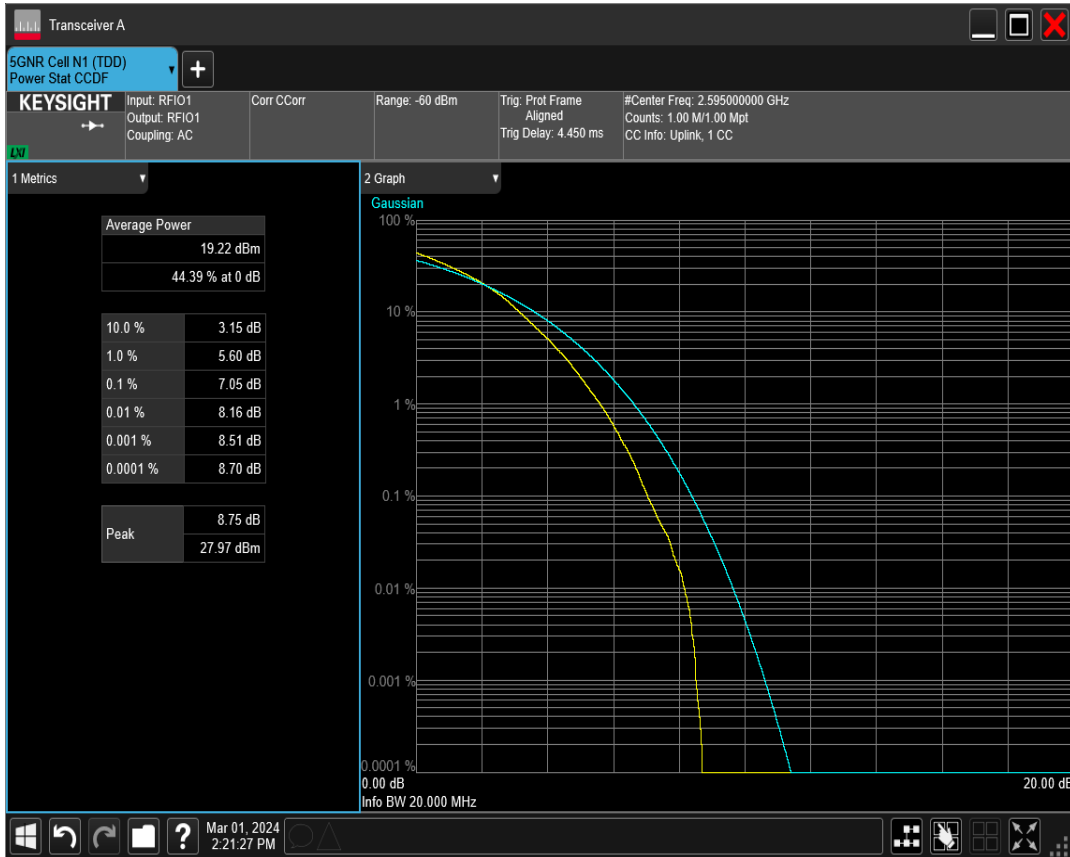 Transceiver A
5GNR Cell N1 (TDD)
Power Stat CCDF
+
KEYSIGHT
LXI
Input: RFIO1
Output: RFIO1
Coupling: AC
Corr CCorr
Range: -60 dBm
Trig: Prot Frame
Aligned
Trig Delay: 4.450 ms
#Center Freq: 2.595000000 GHz
Counts: 1.00 M/1.00 Mpt
CC Info: Uplink, 1 CC
1 Metrics
Average Power
19.22 dBm
44.39 % at 0 dB
10.0 % 3.15 dB
1.0 % 5.60 dB
0.1 % 7.05 dB
0.01 % 8.16 dB
0.001 % 8.51 dB
0.0001 % 8.70 dB
Peak
8.75 dB
27.97 dBm
2 Graph
Gaussian
100 %
10 %
1 %
0.1 %
0.01 %
0.001 %
0.0001 %
0.00 dB 20.00 dB
Info BW 20.000 MHz
?
Mar 01, 2024
2:21:27 PM